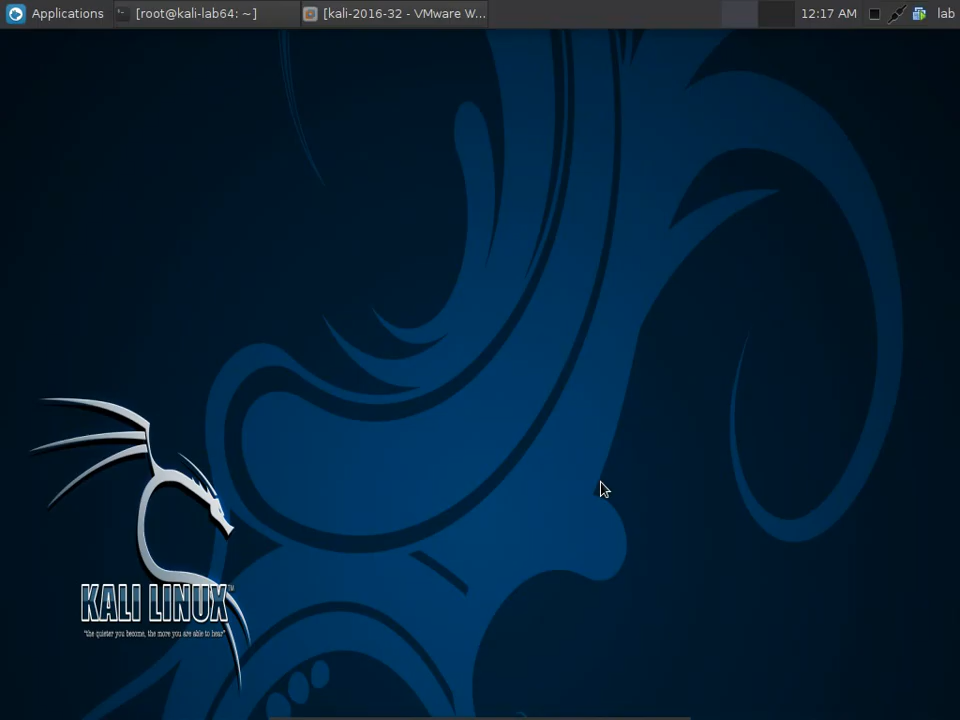 Applications [root@kali-lab64: ~] [kali-2016-32 - VMware W... 12:17 AM lab
KALI LINUX™
"the quieter you become, the more you are able to hear"